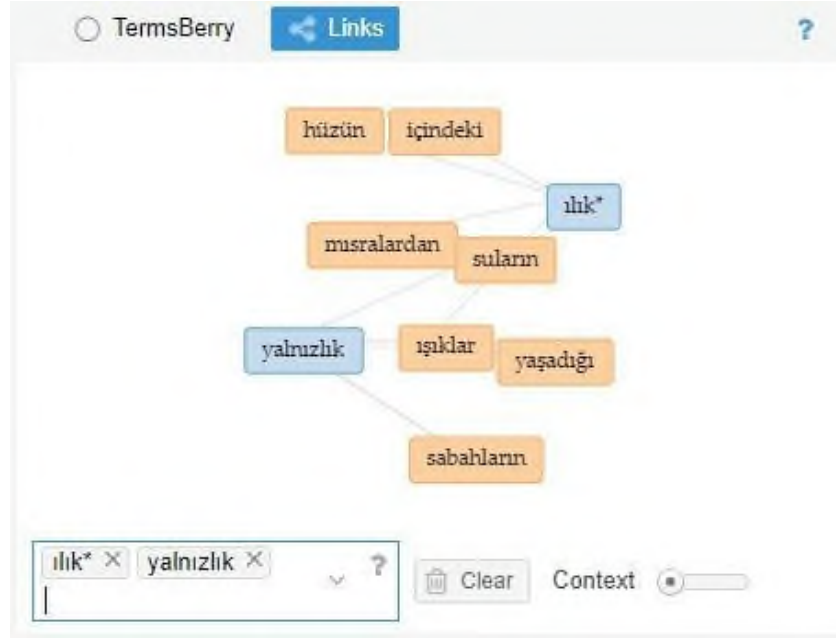 TermsBerry Links ?
hüzün içindeki
ılık*
mısralardan
suların
yalnızlık ışıklar
yaşadığı
sabahların
ılık* × yalnızlık × ?
Clear Context